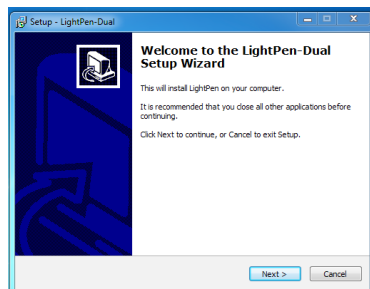 Setup - LightPen-Dual
Welcome to the LightPen-Dual
Setup Wizard
This will install LightPen on your computer.
It is recommended that you close all other applications before
continuing.
Click Next to continue, or Cancel to exit Setup.
Next >
Cancel